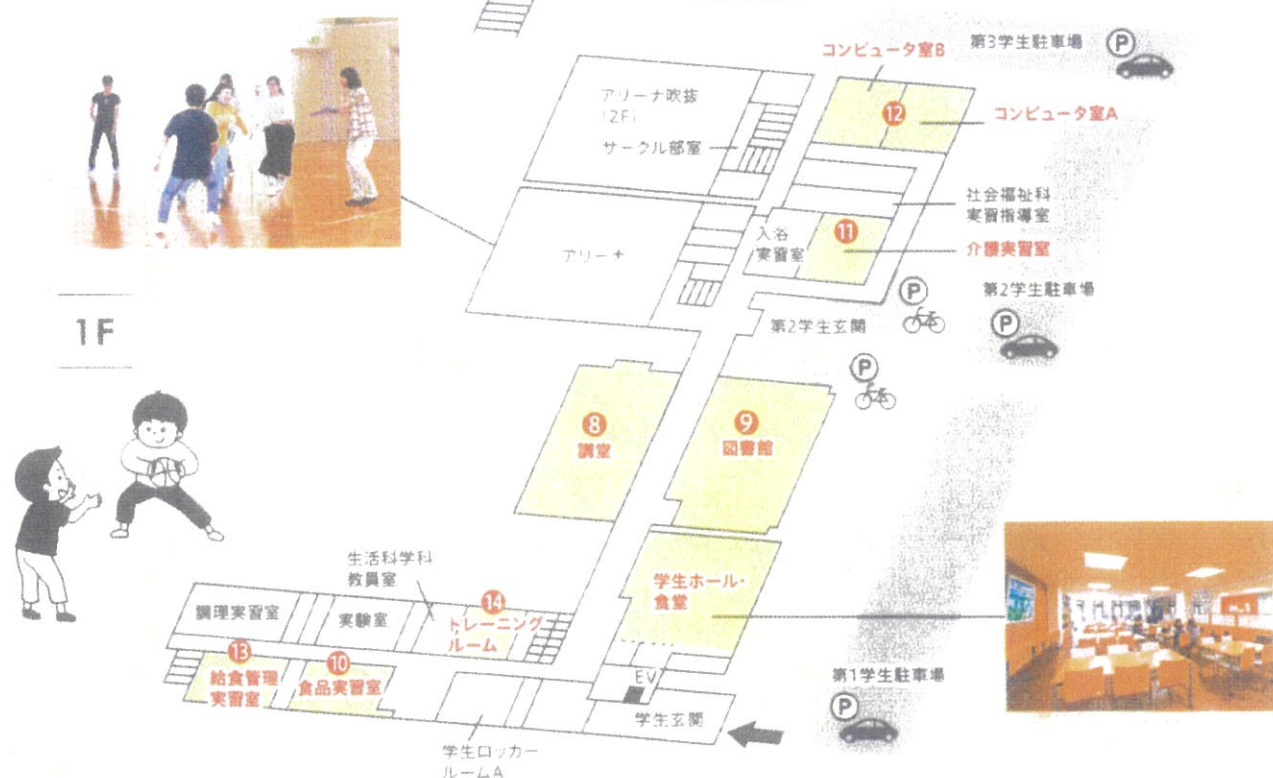 コンピュータ室B
第3学生駐車場
P
アリーナ吹抜
(2F)
サークル部室
12
コンピュータ室A
社会福祉科
実習指導室
入浴
実習室
11
介護実習室
アリーナ
第2学生駐車場
P
P
第2学生玄関
1F
P
8
講堂
9
図書館
生活科学科
教員室
学生ホール・
食堂
調理実習室
実験室
14
トレーニング
ルーム
13
給食管理
実習室
10
食品実習室
EV
第1学生駐車場
P
学生玄関
学生ロッカー
ルームA